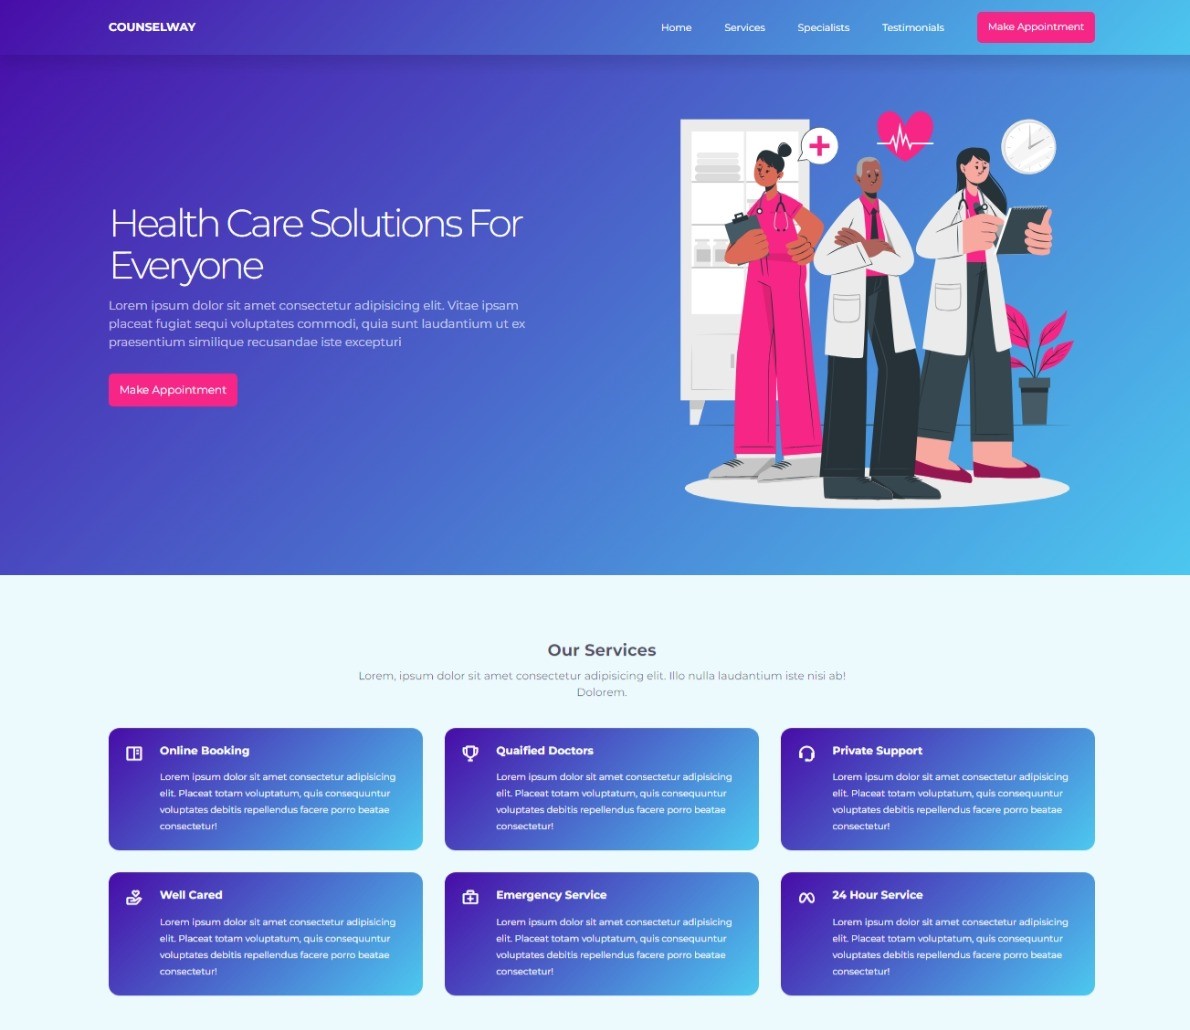 COUNSELWAY
Home Services Specialists Testimonials Make Appointment
Health Care Solutions For
Everyone
Lorem ipsum dolor sit amet consectetur adipisicing elit. Vitae ipsam
placeat fugiat sequi voluptates commodi, quia sunt laudantium ut ex
praesentium similique recusandae iste excepturi
Make Appointment
Our Services
Lorem, ipsum dolor sit amet consectetur adipisicing elit. Illo nulla laudantium iste nisi ab!
Dolorem.
Online Booking
Lorem ipsum dolor sit amet consectetur adipisicing
elit. Placeat totam voluptatum, quis consequuntur
voluptates debitis repellendus facere porro beatae
consectetur!
Quaified Doctors
Lorem ipsum dolor sit amet consectetur adipisicing
elit. Placeat totam voluptatum, quis consequuntur
voluptates debitis repellendus facere porro beatae
consectetur!
Private Support
Lorem ipsum dolor sit amet consectetur adipisicing
elit. Placeat totam voluptatum, quis consequuntur
voluptates debitis repellendus facere porro beatae
consectetur!
Well Cared
Lorem ipsum dolor sit amet consectetur adipisicing
elit. Placeat totam voluptatum, quis consequuntur
voluptates debitis repellendus facere porro beatae
consectetur!
Emergency Service
Lorem ipsum dolor sit amet consectetur adipisicing
elit. Placeat totam voluptatum, quis consequuntur
voluptates debitis repellendus facere porro beatae
consectetur!
24 Hour Service
Lorem ipsum dolor sit amet consectetur adipisicing
elit. Placeat totam voluptatum, quis consequuntur
voluptates debitis repellendus facere porro beatae
consectetur!